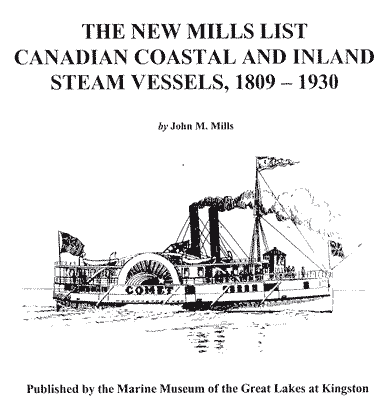 THE NEW MILLS LIST
CANADIAN COASTAL AND INLAND
STEAM VESSELS, 1809 – 1930
by John M. Mills
COMET
Published by the Marine Museum of the Great Lakes at Kingston